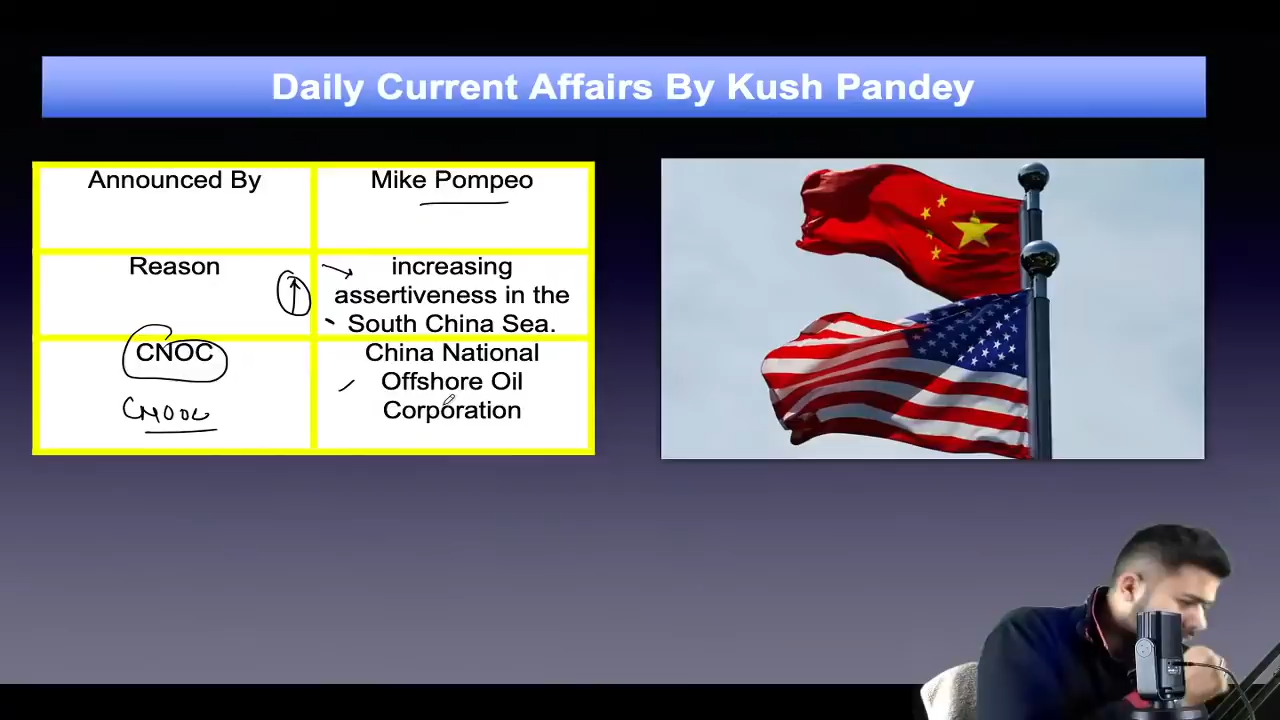 Daily Current Affairs By Kush Pandey
Announced By
Mike Pompeo
Reason
increasing
assertiveness in the
South China Sea.
CNOC
CNOOC
China National
Offshore Oil
Corporation